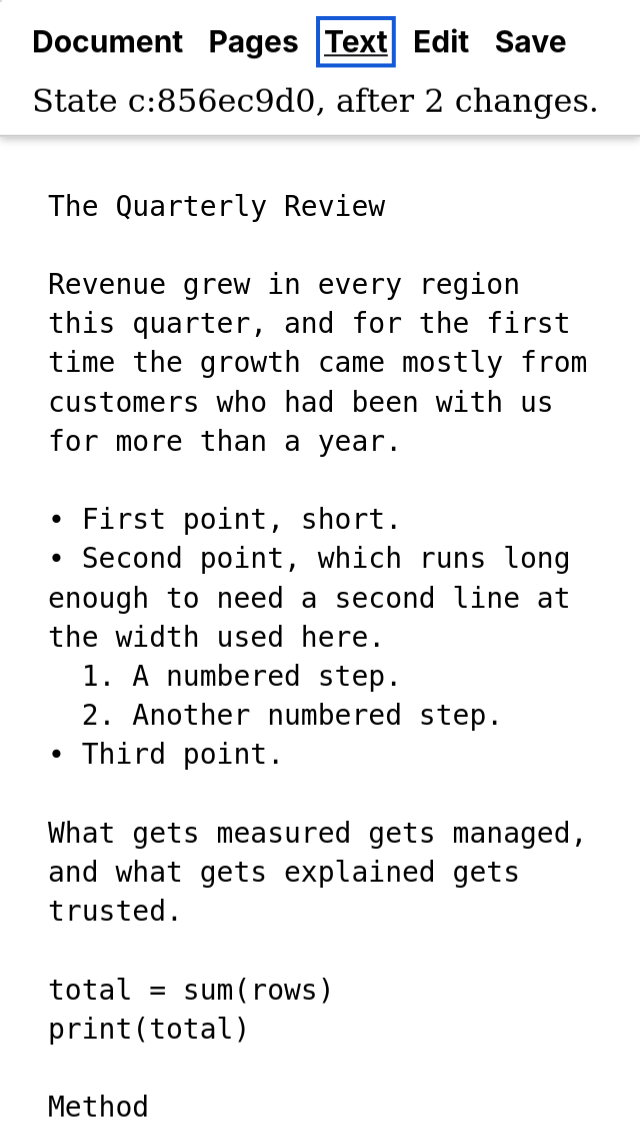 Document Pages Text Edit Save
State c:856ec9d0, after 2 changes.
The Quarterly Review
Revenue grew in every region
this quarter, and for the first
time the growth came mostly from
customers who had been with us
for more than a year.
• First point, short.
• Second point, which runs long
enough to need a second line at
the width used here.
1. A numbered step.
2. Another numbered step.
• Third point.
What gets measured gets managed,
and what gets explained gets
trusted.
total = sum(rows)
print(total)
Method